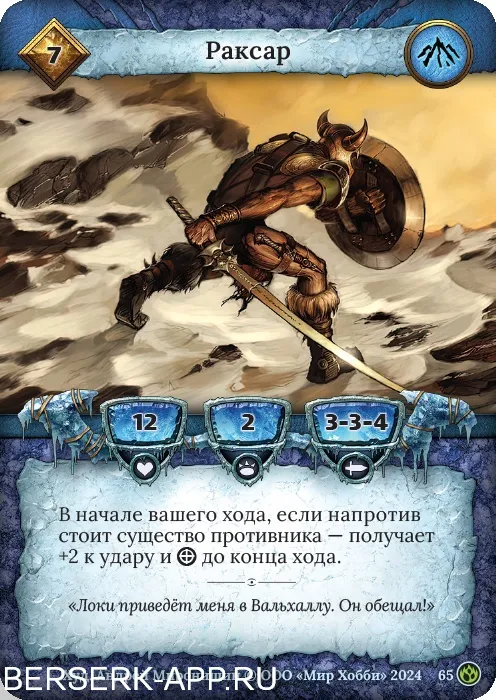 7
Раксар
12
2
3-3-4
В начале вашего хода, если напротив
стоит существо противника — получает
+2 к удару и до конца хода.
«Локи приведёт меня в Вальхаллу. Он обещал!»
© ООО «Мир Хобби» 2024 65
BERSERK-APP.RU